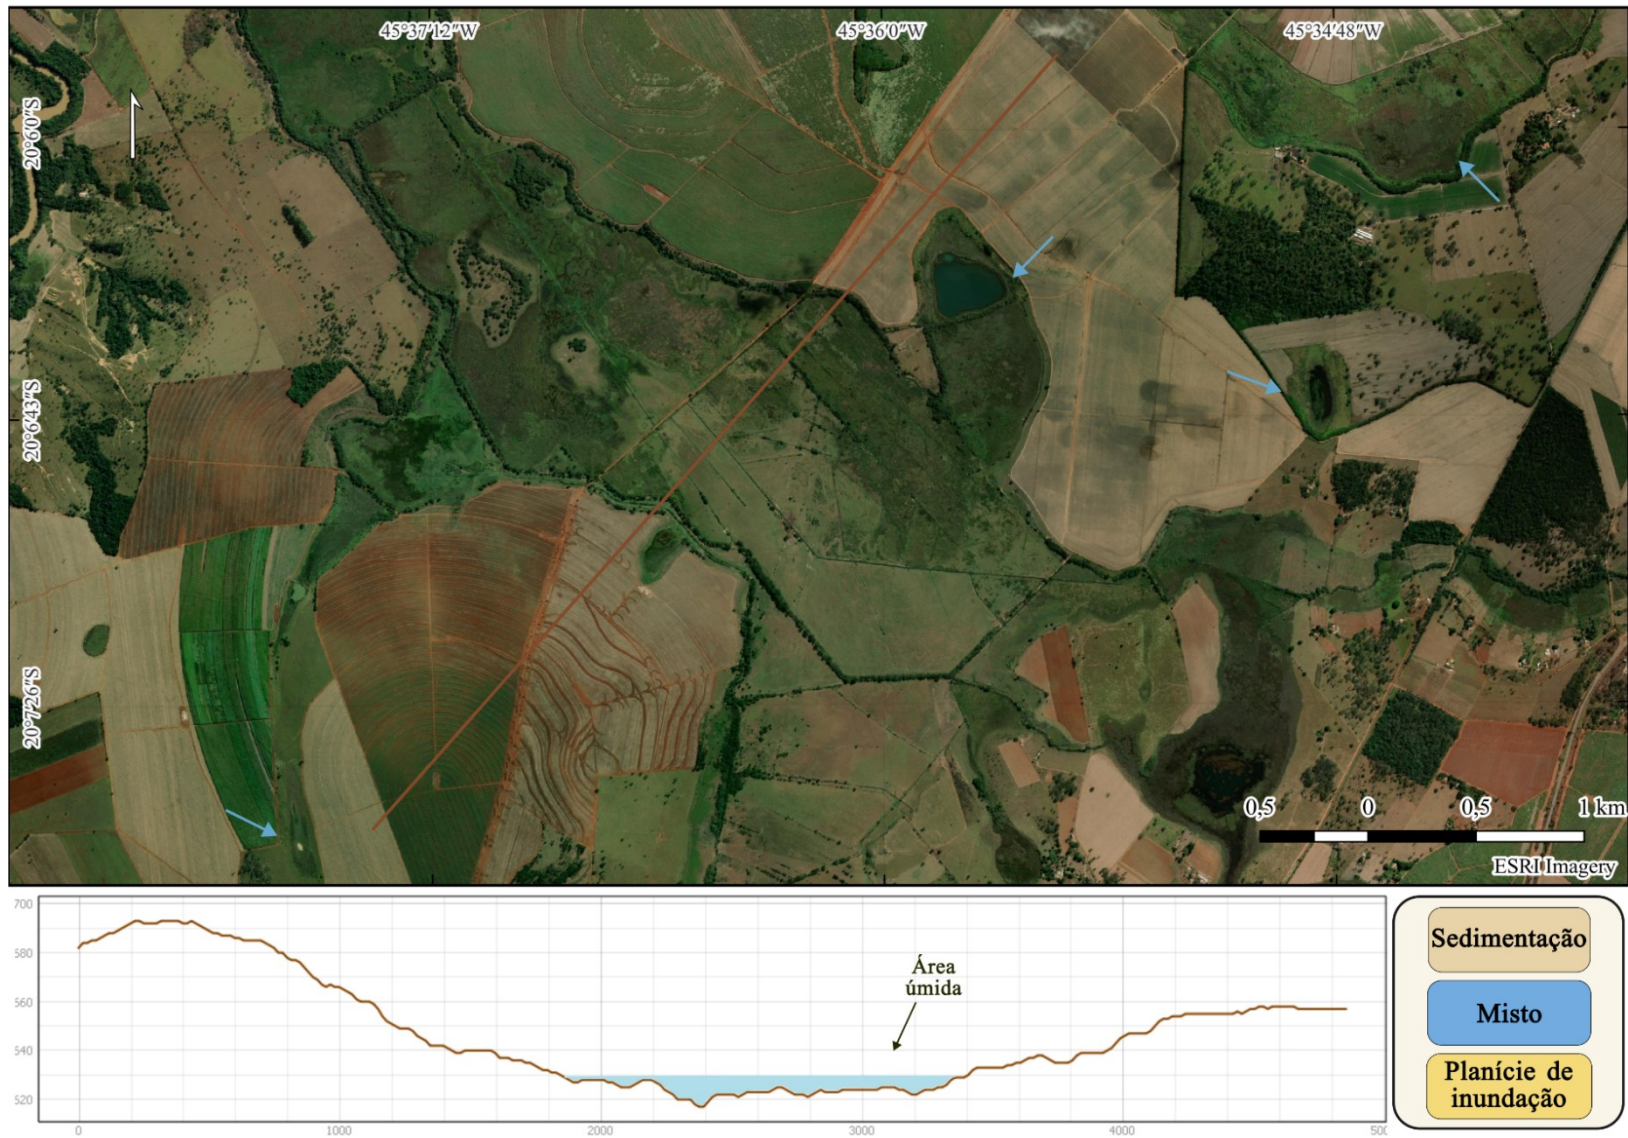 45°37'12"W 45°36'0"W 45°34'48"W
20°6'0"S
20°6'43"S
20°7'26"S
0,5 0 0,5 1 km
ESRI Imagery
700
580
560
540
520
0 1000 2000 3000 4000 500
Área
úmida
Sedimentação
Misto
Planície de
inundação